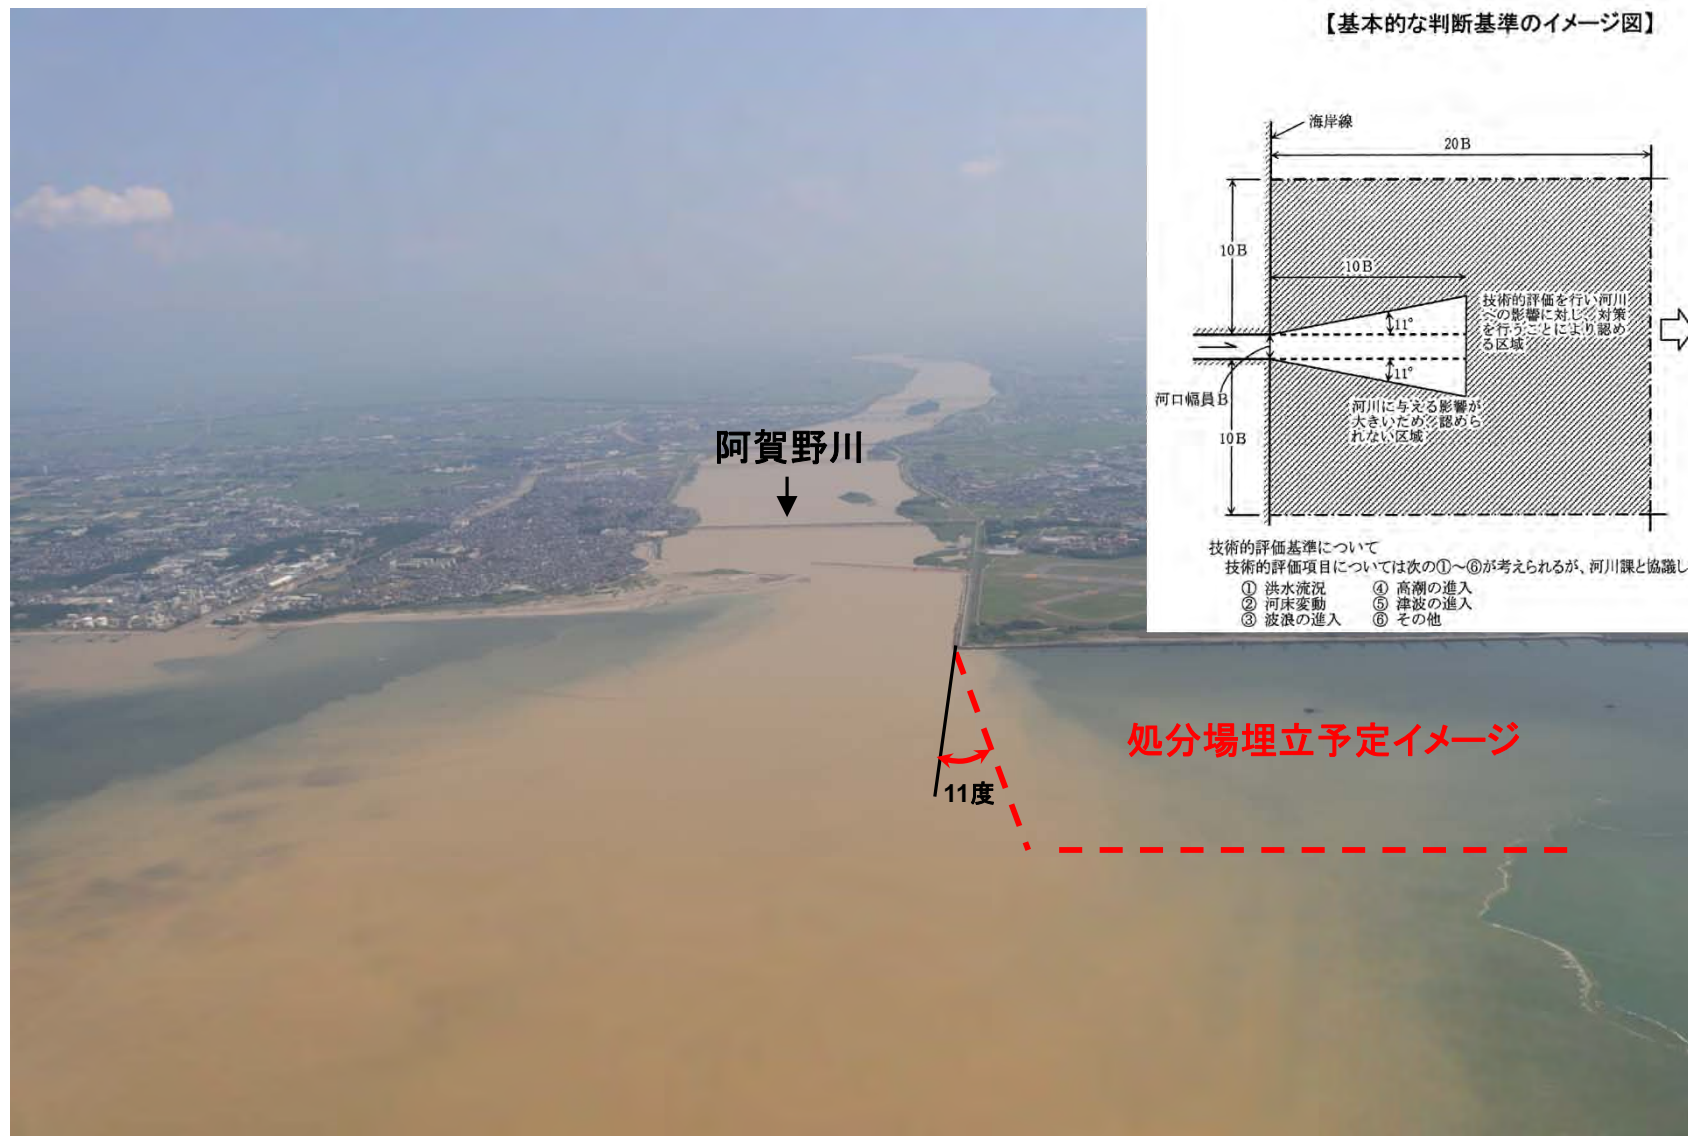 【基本的な判断基準のイメージ図】
海岸線
20B
10B
10B
技術的評価を行い河川
への影響に対し、対策
を行うことにより認め
る区域
11°
11°
河口幅員B
河川に与える影響が
大きいため、認めら
れない区域
10B
阿賀野川
技術的評価基準について
技術的評価項目については次の①~⑥が考えられるが、河川課と協議し
① 洪水流況 ④ 高潮の進入
② 河床変動 ⑤ 津波の進入
③ 波浪の進入 ⑥ その他
処分場埋立予定イメージ
11度